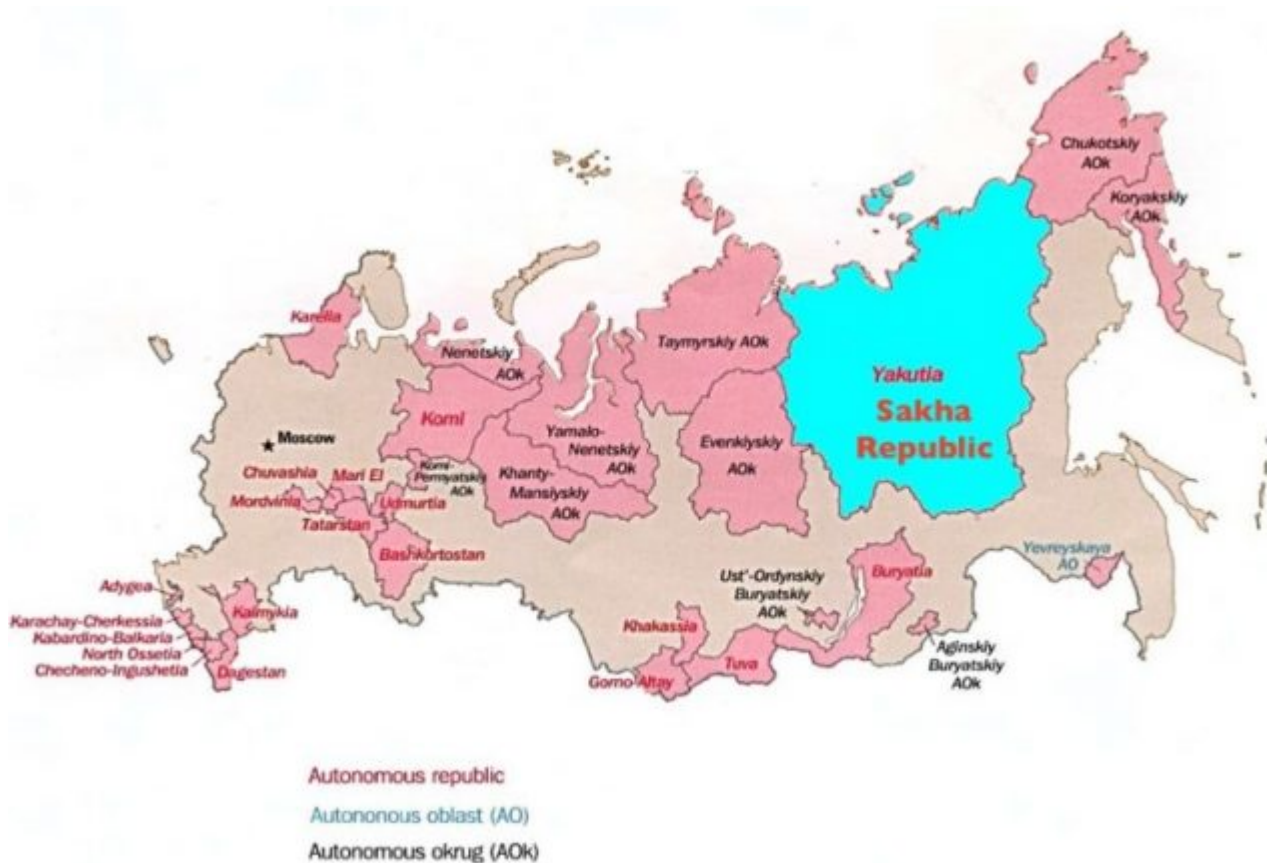 Chukotskiy
AOk
Koryakskiy
AOk
Karelia
Nenetskiy
AOk
Taymyrskiy AOk
Yakutia
Sakha
Republic
Komi
Moscow
Yamalo-
Nenetskiy
AOk
Evenkiyskiy
AOk
Chuvashia
Mari El
Komi-
Permyatskiy
AOk
Khanty-
Mansiyskiy
AOk
Mordvinia
Udmurtia
Tatarstan
Bashkortostan
Yevreyskaya
AO
Adygea
Kalmykia
Karachay-Cherkessia
Kabardino-Balkaria
North Ossetia
Checheno-Ingushetia
Dagestan
Ust'-Ordynskiy
Buryatskiy
AOk
Buryatia
Khakassia
Gorno-Altay
Tuva
Aginskiy
Buryatskiy
AOk
Autonomous republic
Autononous oblast (AO)
Autonomous okrug (AOk)